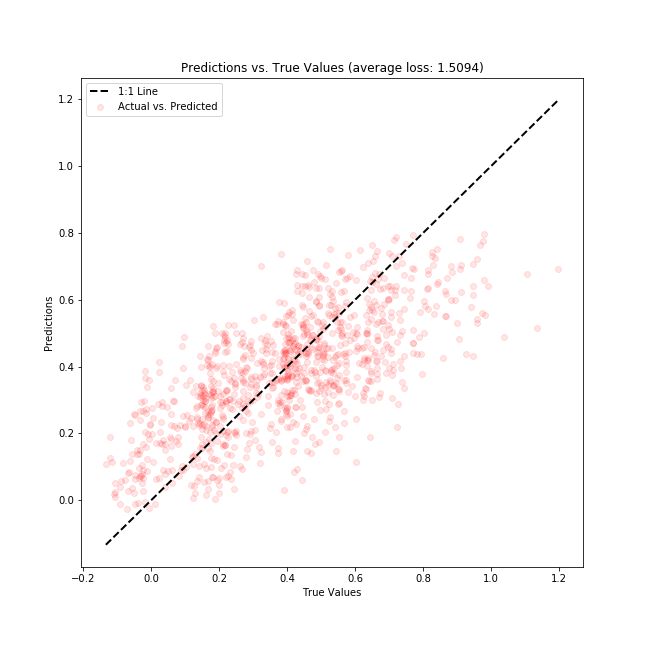 Predictions vs. True Values (average loss: 1.5094)
1:1 Line
Actual vs. Predicted
1.2
1.0
0.8
0.6
0.4
0.2
0.0
Predictions
−0.2 0.0 0.2 0.4 0.6 0.8 1.0 1.2
True Values